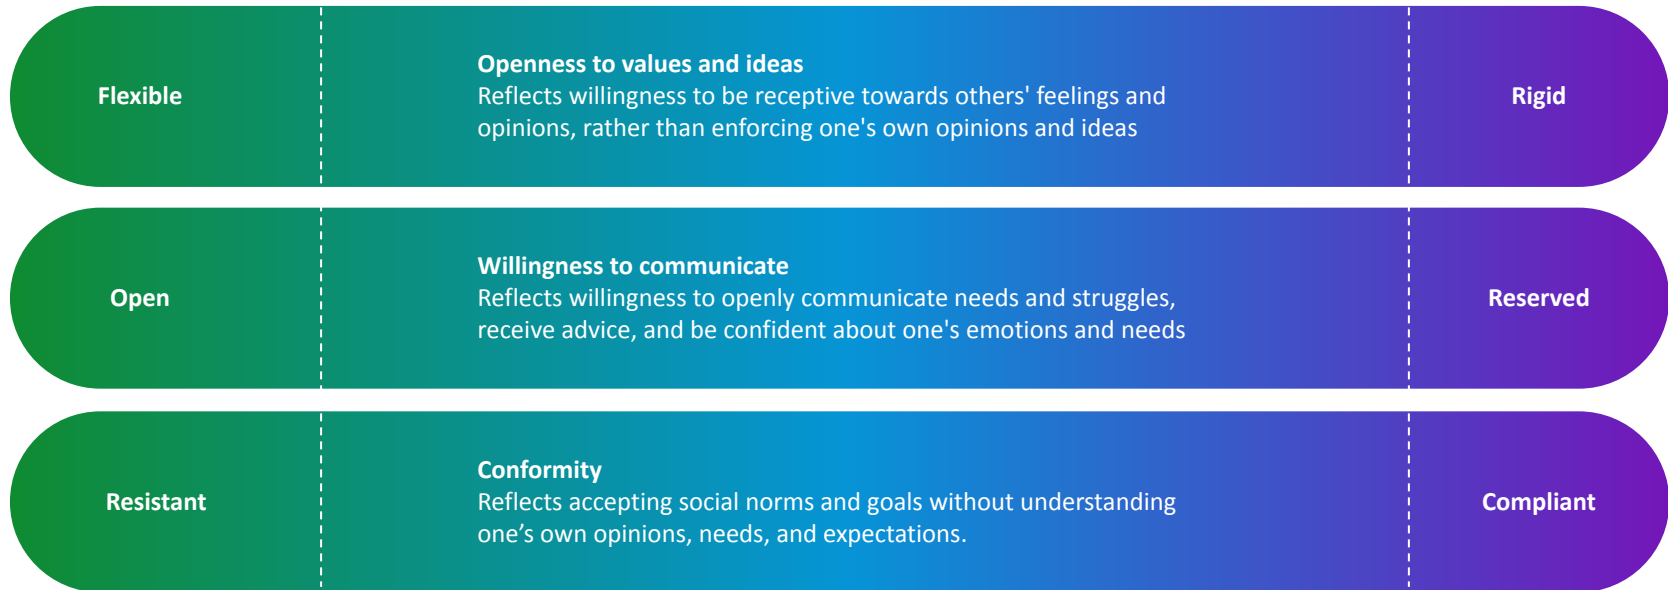 Flexible
Openness to values and ideas
Reflects willingness to be receptive towards others' feelings and
opinions, rather than enforcing one's own opinions and ideas
Rigid
Open
Willingness to communicate
Reflects willingness to openly communicate needs and struggles,
receive advice, and be confident about one's emotions and needs
Reserved
Resistant
Conformity
Reflects accepting social norms and goals without understanding
one’s own opinions, needs, and expectations.
Compliant